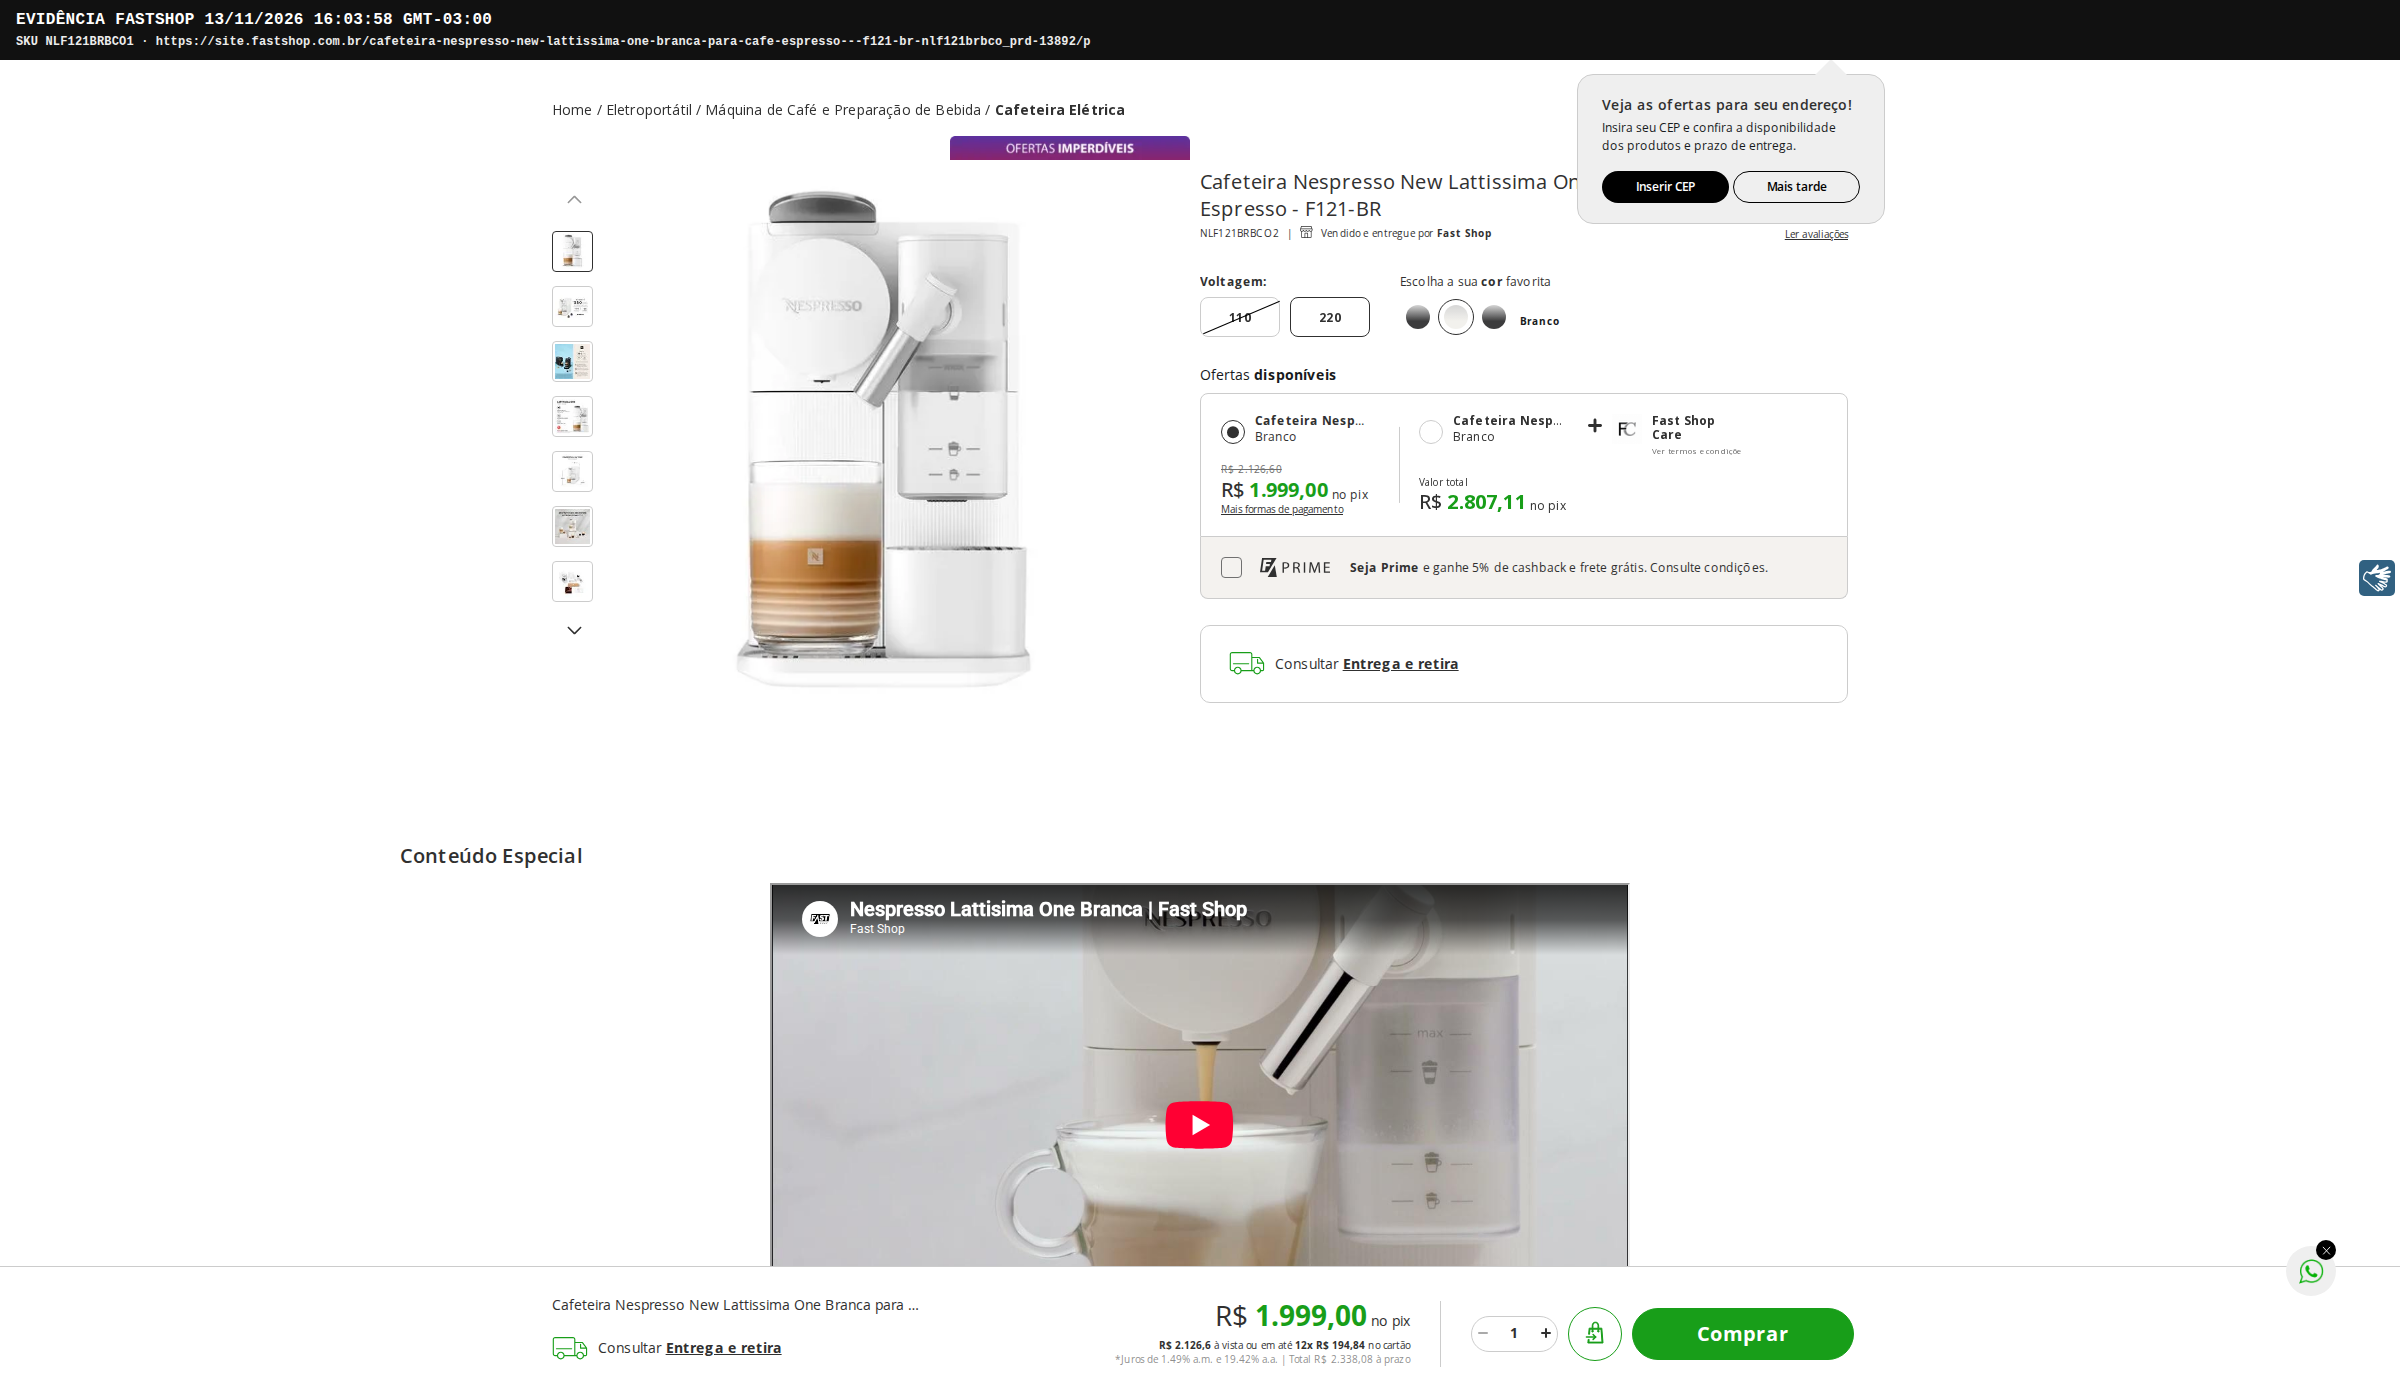 EVIDÊNCIA FASTSHOP 13/11/2026 16:03:58 GMT-03:00
SKU NLF121BRBCO1 · https://site.fastshop.com.br/cafeteira-nespresso-new-lattissima-one-branca-para-cafe-espresso---f121-br-nlf121brbco_prd-13892/p
Veja as ofertas para seu endereço!
Insira seu CEP e confira a disponibilidade
dos produtos e prazo de entrega.
Inserir CEP
Mais tarde
Home / Eletroportátil / Máquina de Café e Preparação de Bebida / Cafeteira Elétrica
OFERTAS IMPERDÍVEIS
NESPRESSO
Cafeteira Nespresso New Lattissima On
Espresso - F121-BR
NLF121BRBCO2 | Vendido e entregue por Fast Shop
Ler avaliações
Voltagem:
110
220
Escolha a sua cor favorita
Branco
Ofertas disponíveis
Cafeteira Nesp...
Branco
R$ 2.126,60
R$ 1.999,00 no pix
Mais formas de pagamento
Cafeteira Nesp...
Branco
+ FC Fast Shop
Care
Ver termos e condiçõe
Valor total
R$ 2.807,11 no pix
PRIME Seja Prime e ganhe 5% de cashback e frete grátis. Consulte condições.
Consultar Entrega e retira
Conteúdo Especial
FAST
Nespresso Lattisima One Branca | Fast Shop
Fast Shop
NESPRESSO
max
Cafeteira Nespresso New Lattissima One Branca para ...
Consultar Entrega e retira
R$ 1.999,00 no pix
R$ 2.126,6 à vista ou em até 12x R$ 194,84 no cartão
*Juros de 1.49% a.m. e 19.42% a.a. | Total R$ 2.338,08 à prazo
− 1 +
Comprar